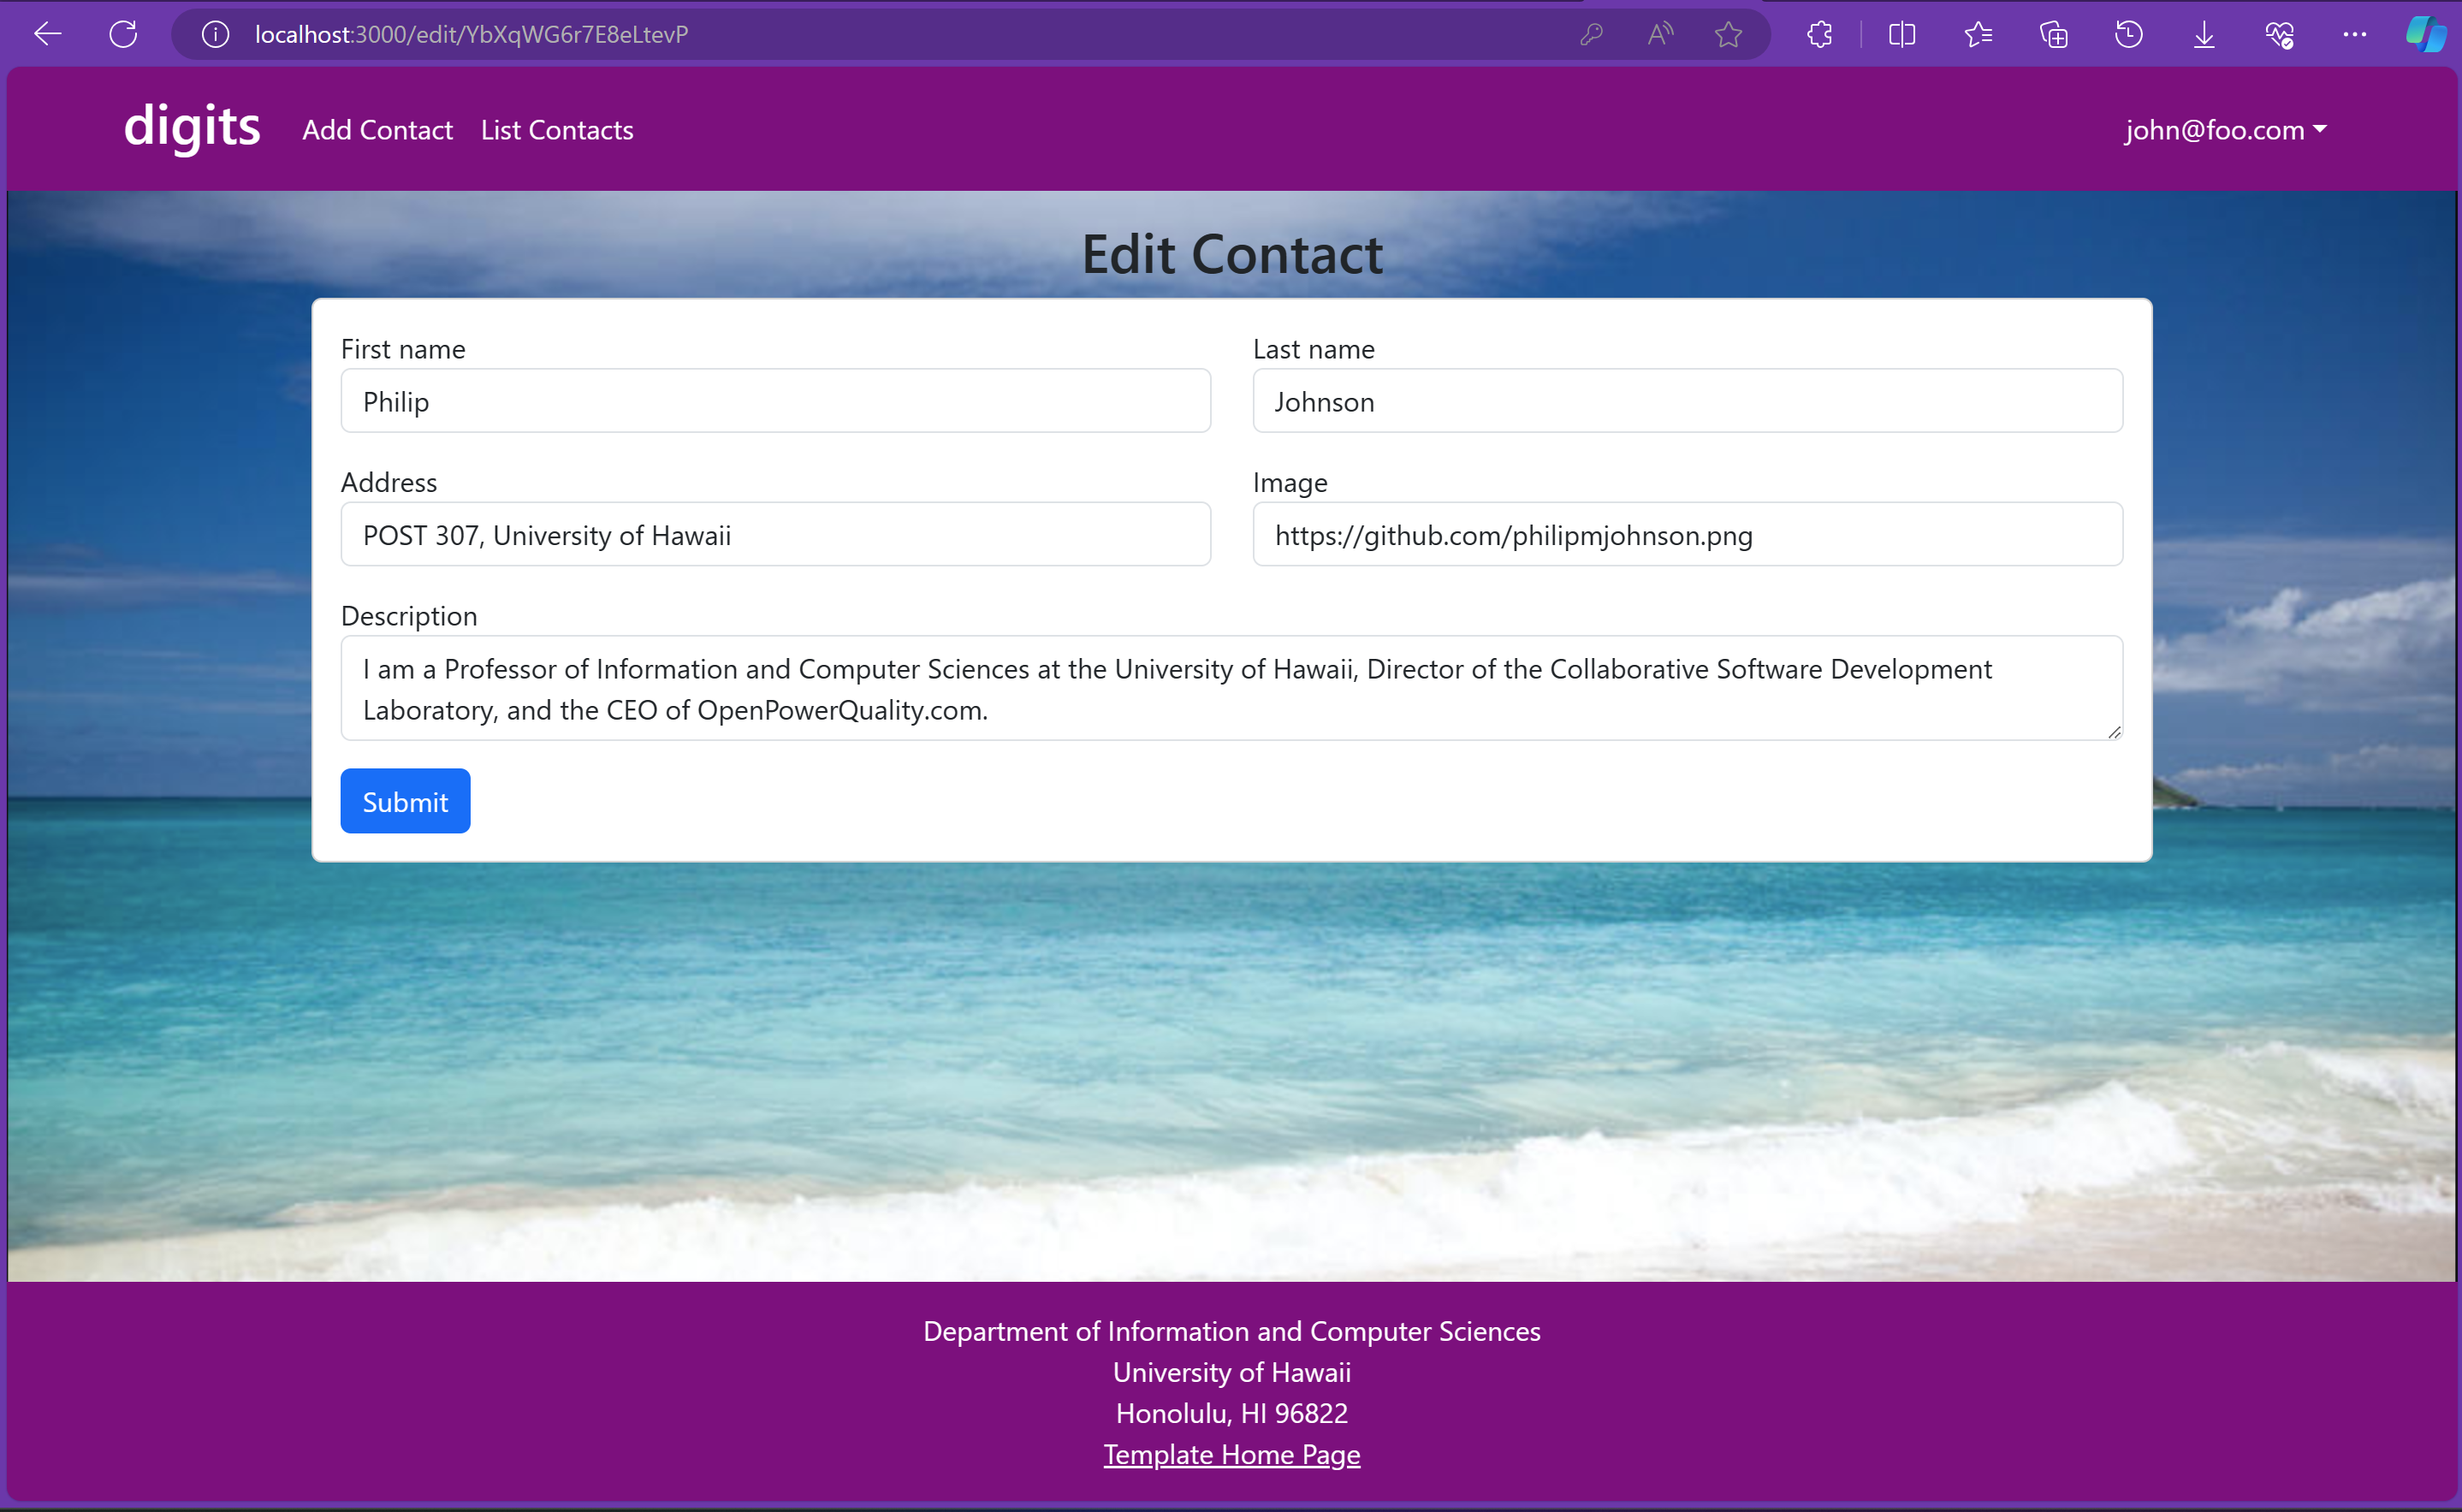 localhost:3000/edit/YbXqWG6r7E8eLtevP
digits
Add Contact
List Contacts
john@foo.com
Edit Contact
First name
Last name
Philip
Johnson
Address
Image
POST 307, University of Hawaii
https://github.com/philipmjohnson.png
Description
I am a Professor of Information and Computer Sciences at the University of Hawaii, Director of the Collaborative Software Development
Laboratory, and the CEO of OpenPowerQuality.com.
Submit
Department of Information and Computer Sciences
University of Hawaii
Honolulu, HI 96822
Template Home Page